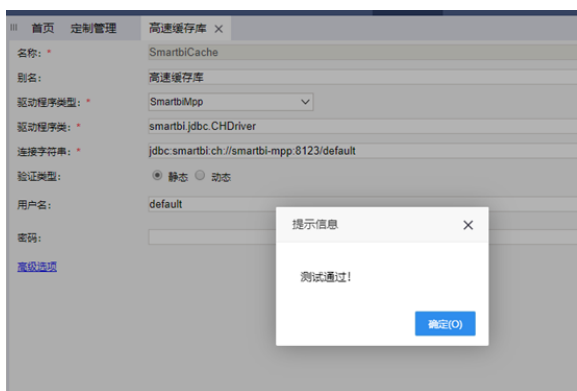 首页 定制管理 高速缓存库 ×
名称: * SmartbiCache
别名: 高速缓存库
驱动程序类型: * SmartbiMpp
驱动程序类: * smartbi.jdbc.CHDriver
连接字符串: * jdbc:smartbi:ch://smartbi-mpp:8123/default
验证类型: 静态 动态
用户名: default
密码:
高级选项
提示信息 ×
测试通过!
确定(O)